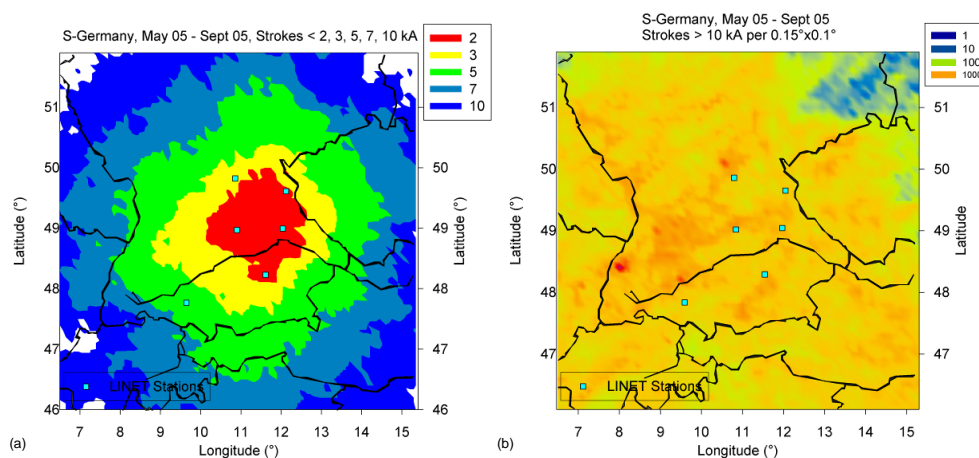 S-Germany, May 05 - Sept 05, Strokes < 2, 3, 5, 7, 10 kA
2
3
5
7
10
51
50
49
48
47
46
Latitude (°)
50
49
48
47
46
Latitude (°)
LINET Stations
7 8 9 10 11 12 13 14 15
Longitude (°)
(a)
S-Germany, May 05 - Sept 05
Strokes > 10 kA per 0.15°x0.1°
1
10
100
1000
51
50
49
48
47
46
Latitude (°)
50
49
48
47
46
Latitude
LINET Stations
7 8 9 10 11 12 13 14 15
Longitude (°)
(b)